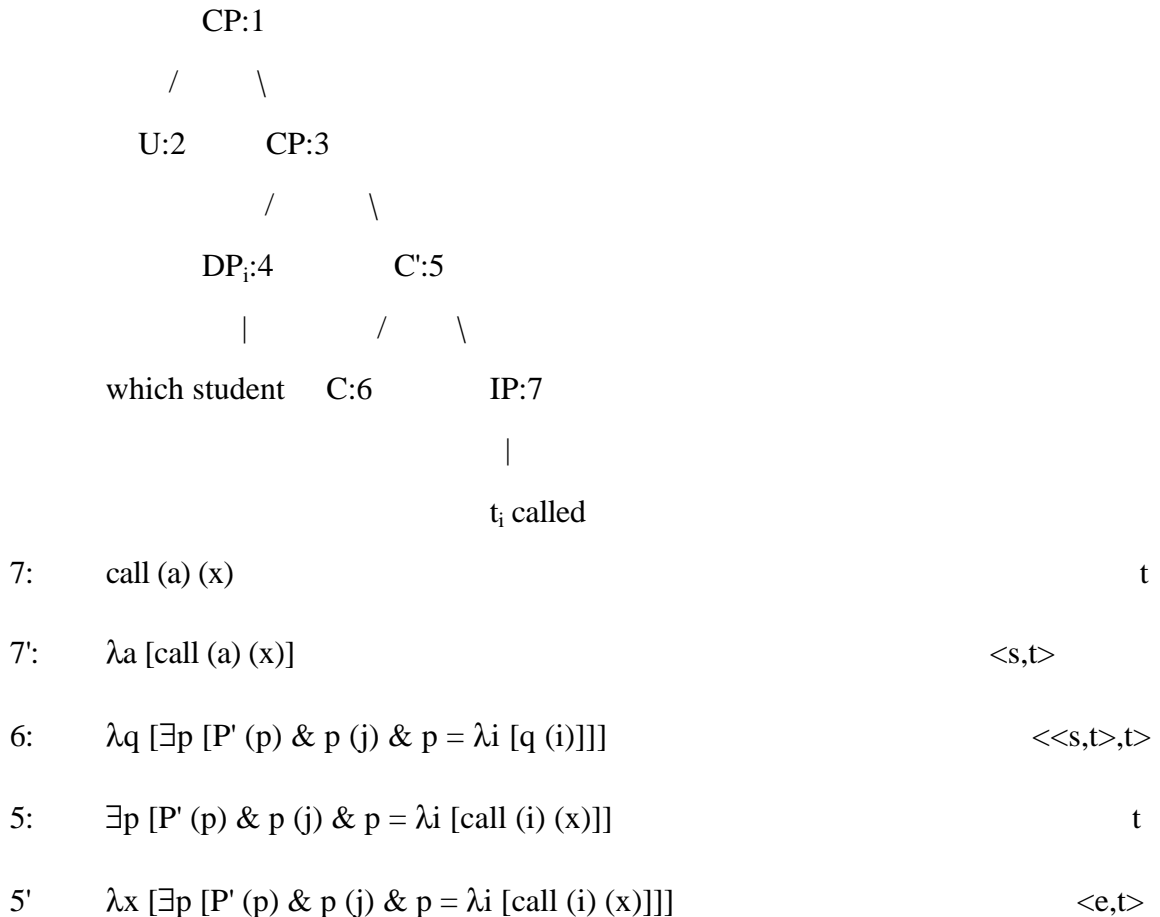 CP:1
/ \
U:2 CP:3
/ \
DPi:4 C':5
| / \
which student C:6 IP:7
|
ti called
7: call (a) (x) t
7': λa [call (a) (x)] <s,t>
6: λq [∃p [P' (p) & p (j) & p = λi [q (i)]]] <<s,t>,t>
5: ∃p [P' (p) & p (j) & p = λi [call (i) (x)]] t
5' λx [∃p [P' (p) & p (j) & p = λi [call (i) (x)]]] <e,t>